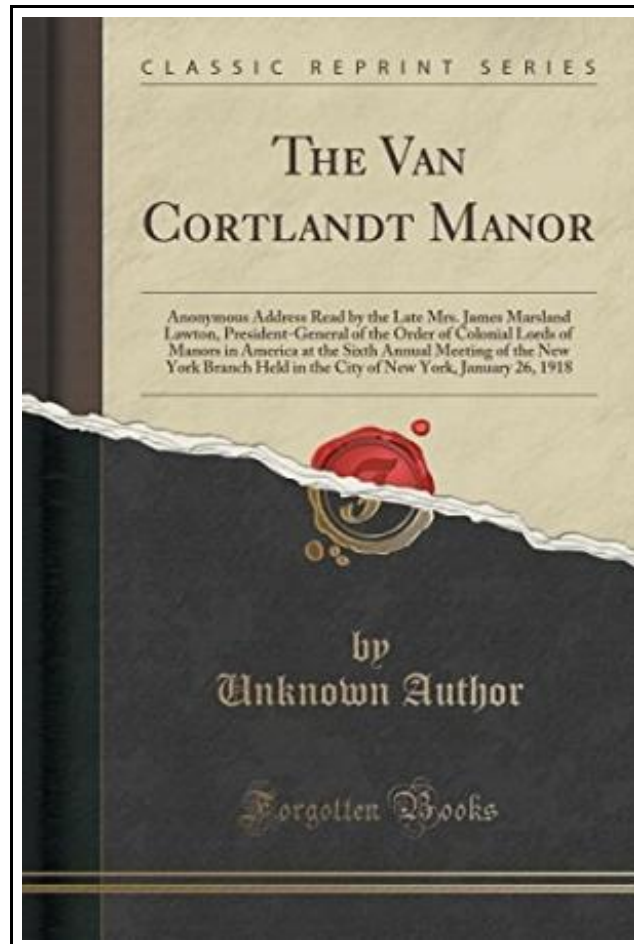 CLASSIC REPRINT SERIES
THE VAN
CORTLANDT MANOR
Anonymous Address Read by the Late Mrs. James Marsland
Lawton, President-General of the Order of Colonial Lords of
Manors in America at the Sixth Annual Meeting of the New
York Branch Held in the City of New York, January 26, 1918
by
Unknown Author
Forgotten Books